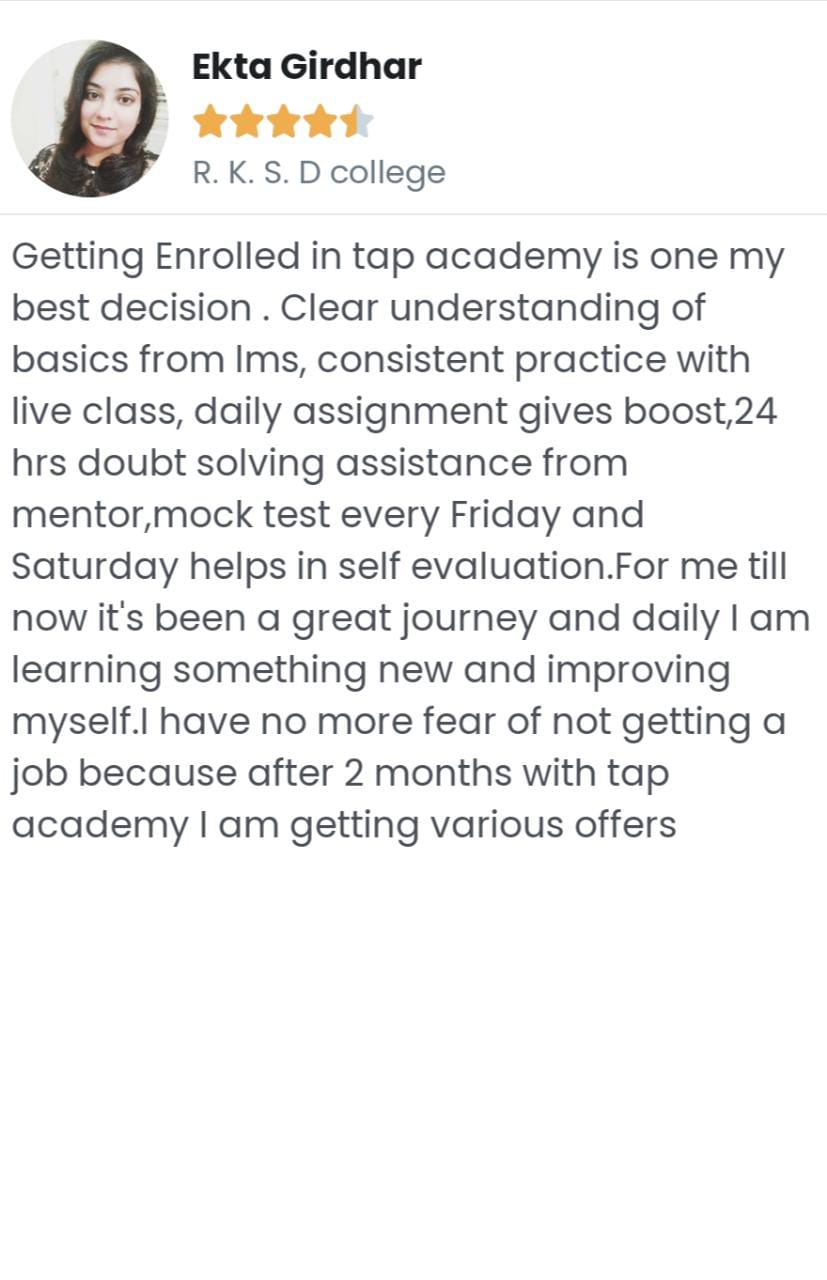 Ekta Girdhar
R. K. S. D college
Getting Enrolled in tap academy is one my
best decision . Clear understanding of
basics from lms, consistent practice with
live class, daily assignment gives boost,24
hrs doubt solving assistance from
mentor,mock test every Friday and
Saturday helps in self evaluation.For me till
now it's been a great journey and daily I am
learning something new and improving
myself.I have no more fear of not getting a
job because after 2 months with tap
academy I am getting various offers